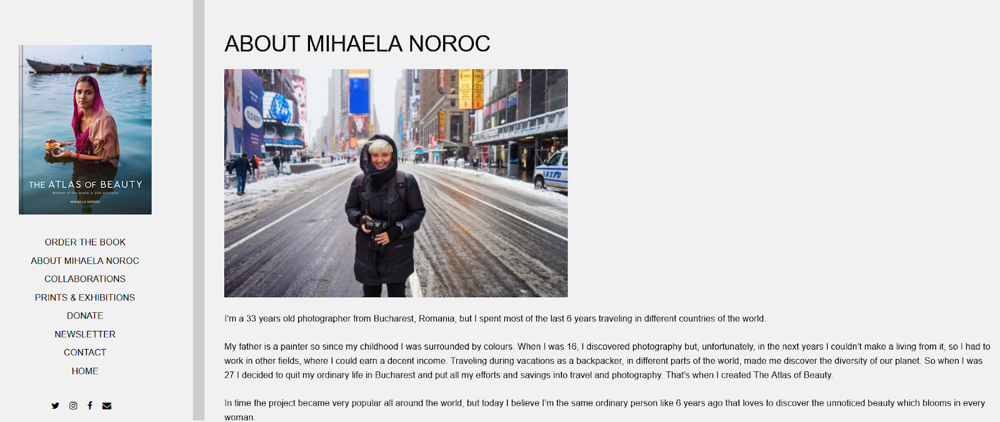 THE ATLAS OF BEAUTY
Women of the world in 500 portraits
MIHAELA NOROC
ORDER THE BOOK
ABOUT MIHAELA NOROC
COLLABORATIONS
PRINTS & EXHIBITIONS
DONATE
NEWSLETTER
CONTACT
HOME
ABOUT MIHAELA NOROC
OLD NAVY
KING
NYPD
I'm a 33 years old photographer from Bucharest, Romania, but I spent most of the last 6 years traveling in different countries of the world.
My father is a painter so since my childhood I was surrounded by colours. When I was 16, I discovered photography but, unfortunately, in the next years I couldn't make a living from it, so I had to
work in other fields, where I could earn a decent income. Traveling during vacations as a backpacker, in different parts of the world, made me discover the diversity of our planet. So when I was
27 I decided to quit my ordinary life in Bucharest and put all my efforts and savings into travel and photography. That's when I created The Atlas of Beauty.
In time the project became very popular all around the world, but today I believe I'm the same ordinary person like 6 years ago that loves to discover the unnoticed beauty which blooms in every
woman.